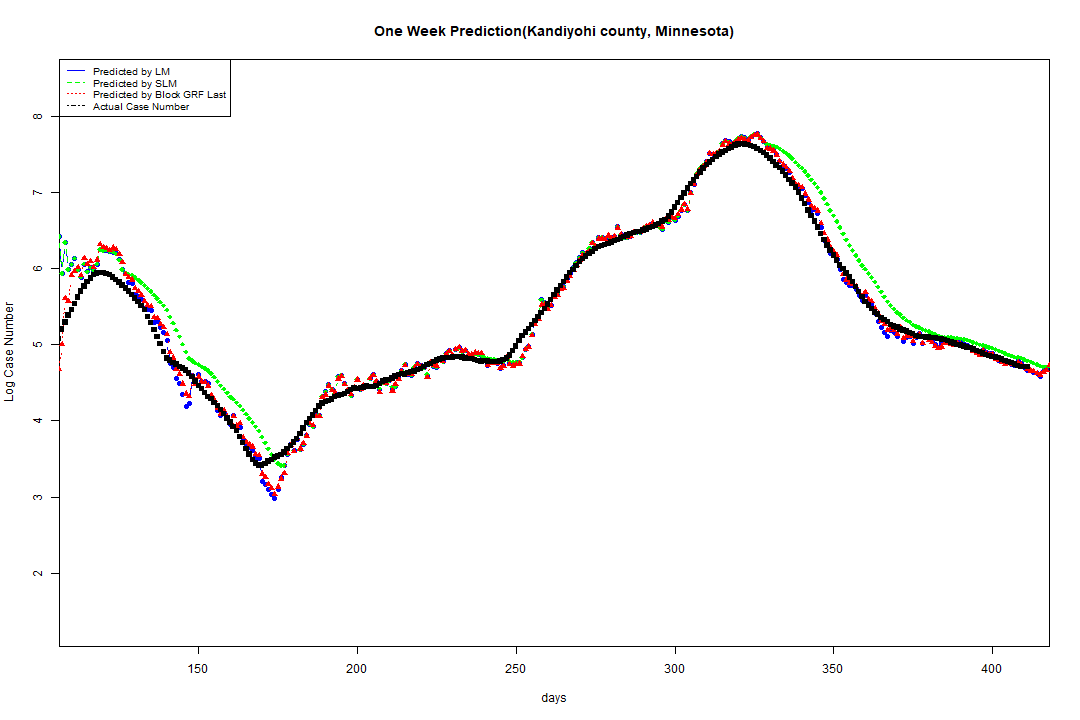 One Week Prediction(Kandiyohi county, Minnesota)
Predicted by LM
Predicted by SLM
Predicted by Block GRF Last
Actual Case Number
8
7
6
5
4
3
2
Log Case Number
150 200 250 300 350 400
days